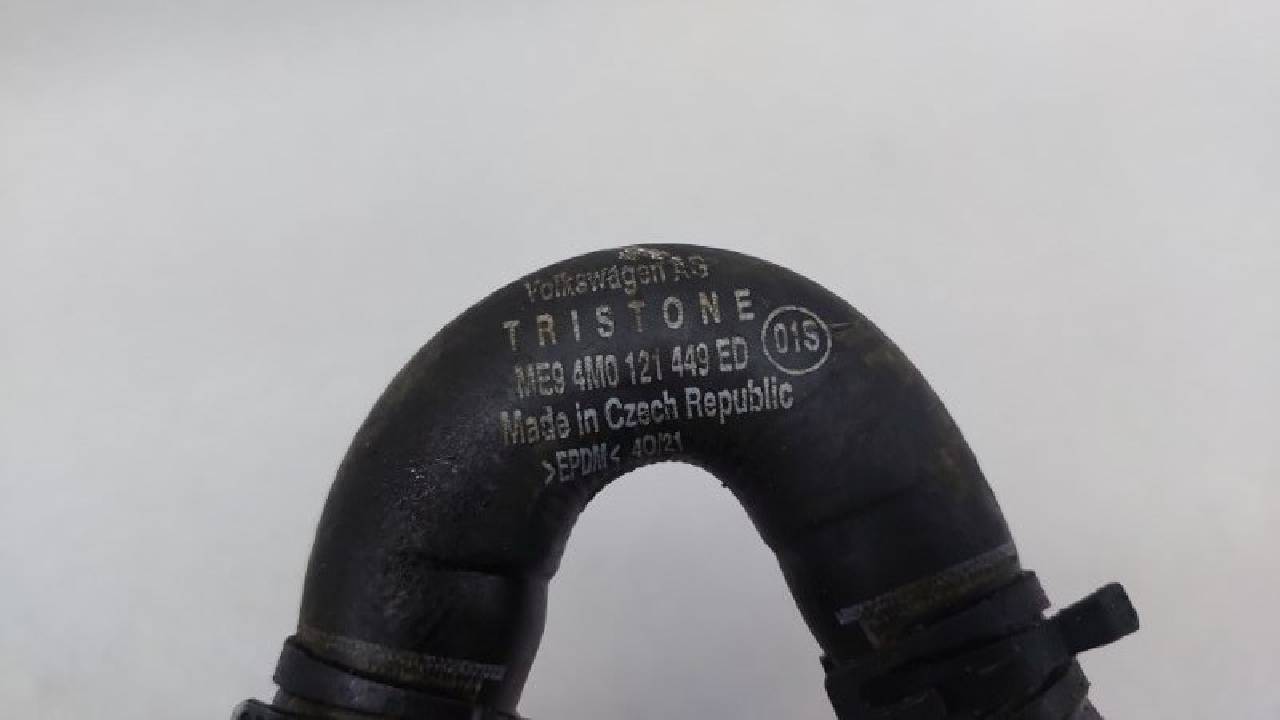 Volkswagen AG
TRISTONE
ME9 4M0 121 449 ED 01S
Made in Czech Republic
>EPDM< 40/21